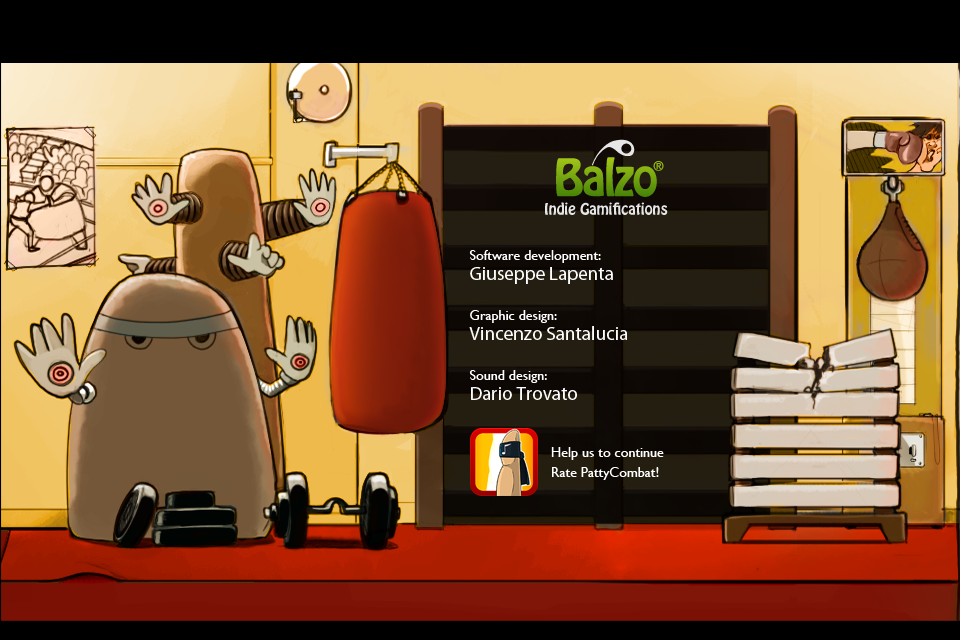 Balzo®
Indie Gamifications
Software development:
Giuseppe Lapenta
Graphic design:
Vincenzo Santalucia
Sound design:
Dario Trovato
Help us to continue
Rate PattyCombat!